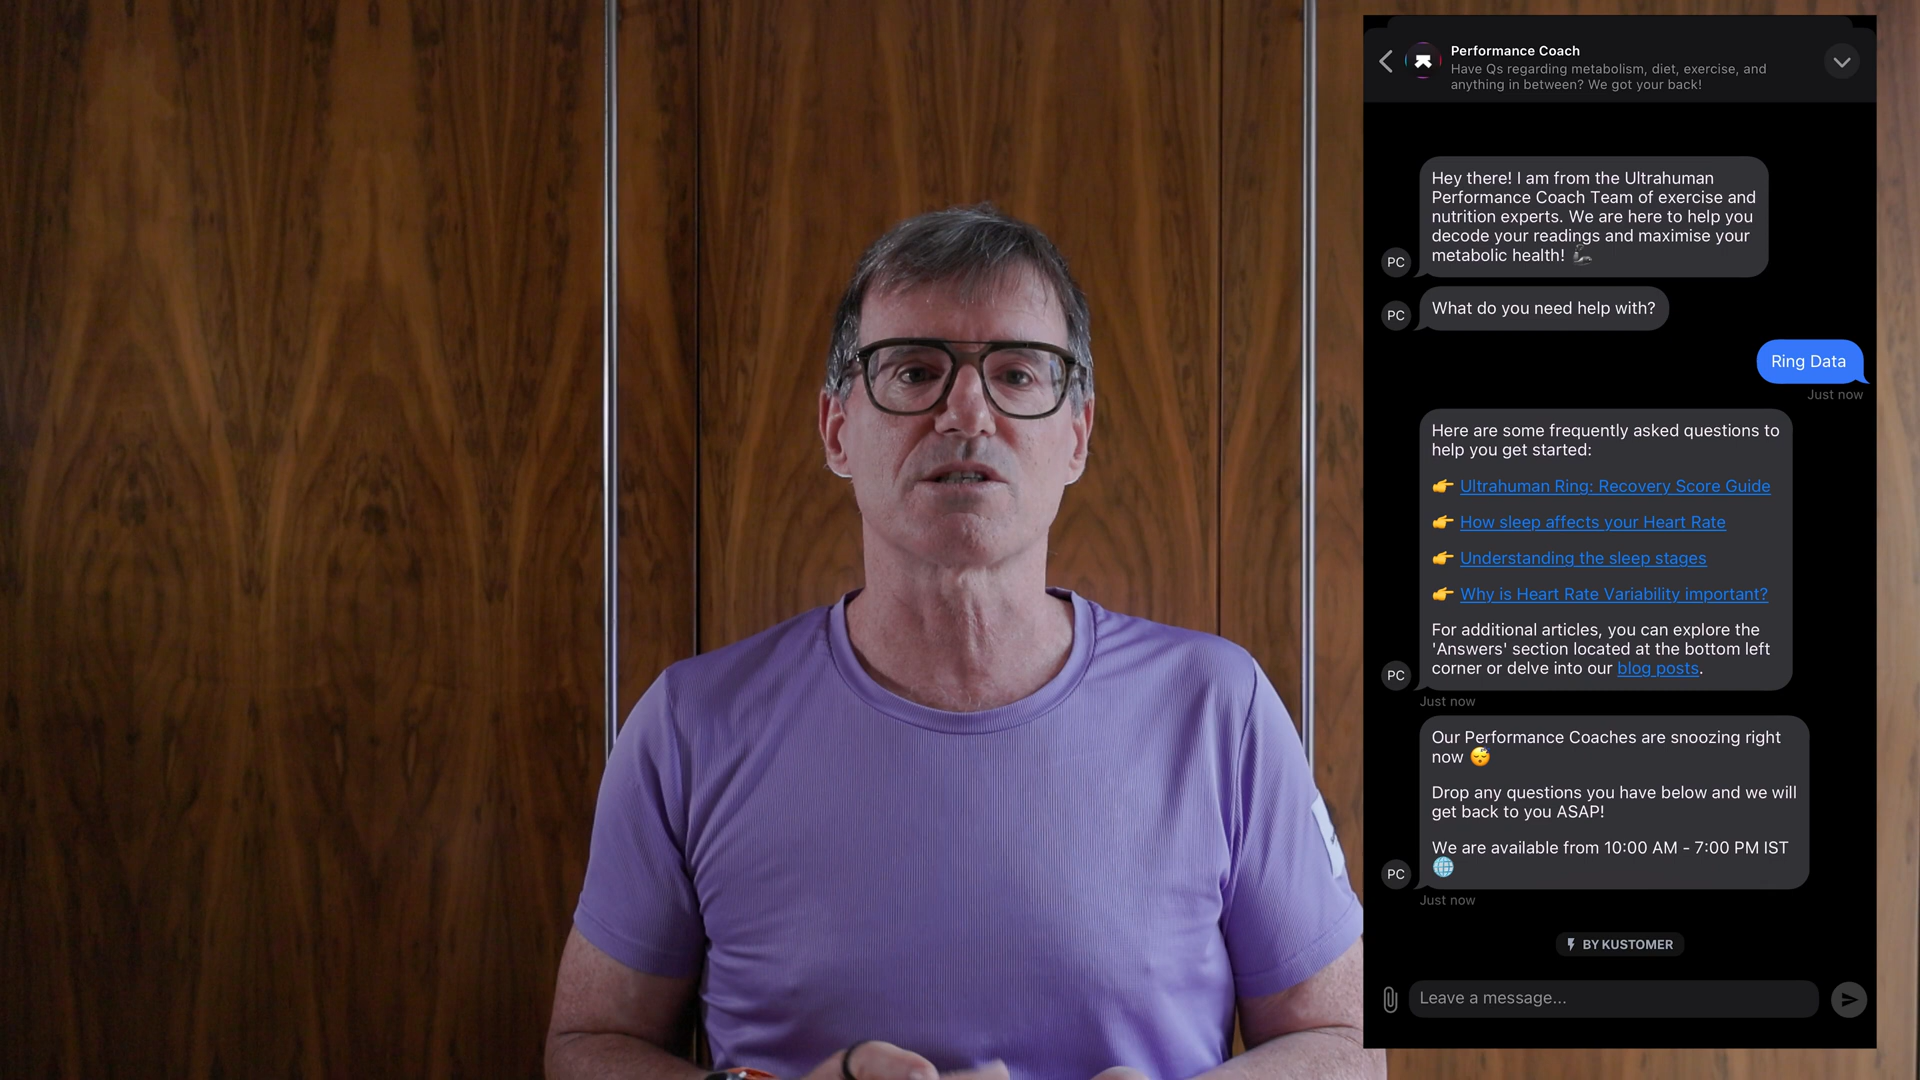 Performance Coach
Have Qs regarding metabolism, diet, exercise, and
anything in between? We got your back!
Hey there! I am from the Ultrahuman
Performance Coach Team of exercise and
nutrition experts. We are here to help you
decode your readings and maximise your
metabolic health! 🦾
PC
What do you need help with?
PC
Ring Data
Just now
Here are some frequently asked questions to
help you get started:
👉 Ultrahuman Ring: Recovery Score Guide
👉 How sleep affects your Heart Rate
👉 Understanding the sleep stages
👉 Why is Heart Rate Variability important?
For additional articles, you can explore the
'Answers' section located at the bottom left
corner or delve into our blog posts.
PC
Just now
Our Performance Coaches are snoozing right
now 😴
Drop any questions you have below and we will
get back to you ASAP!
We are available from 10:00 AM - 7:00 PM IST
🌐
PC
Just now
BY KUSTOMER
Leave a message...